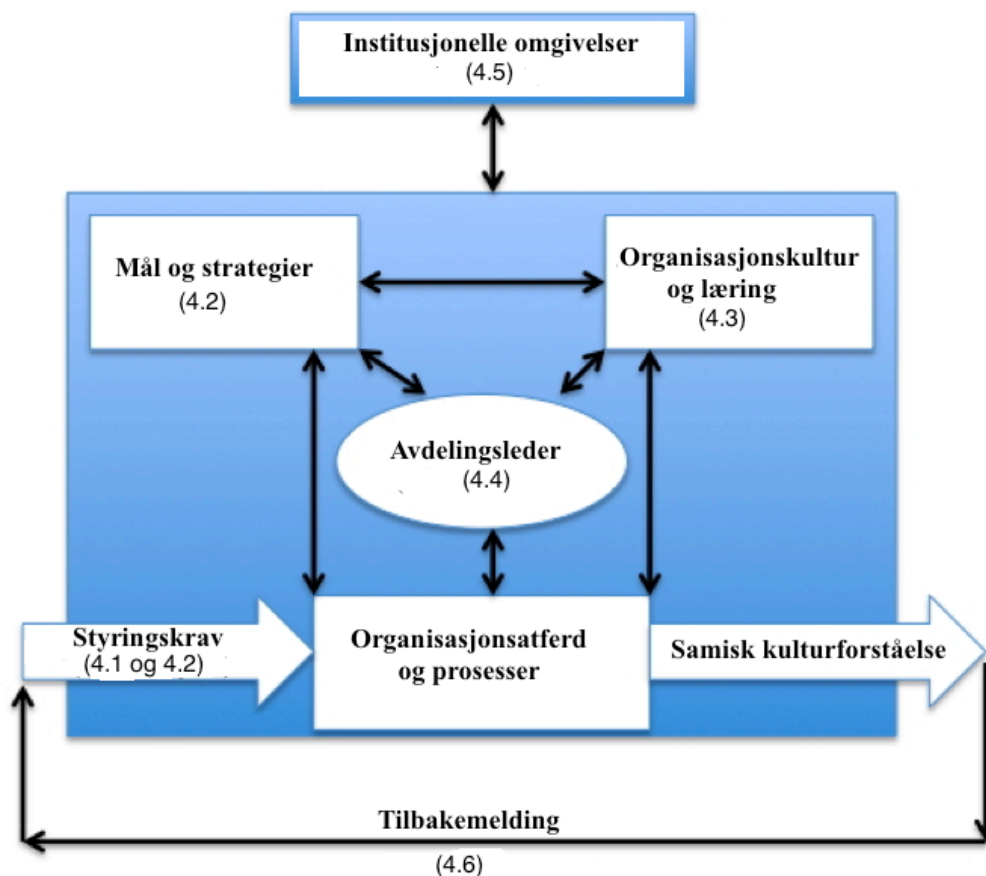 Institusjonelle omgivelser
(4.5)
Mål og strategier
(4.2)
Organisasjonskultur
og læring
(4.3)
Avdelingsleder
(4.4)
Styringskrav
(4.1 og 4.2)
Organisasjonsatferd
og prosesser
Samisk kulturforståelse
Tilbakemelding
(4.6)